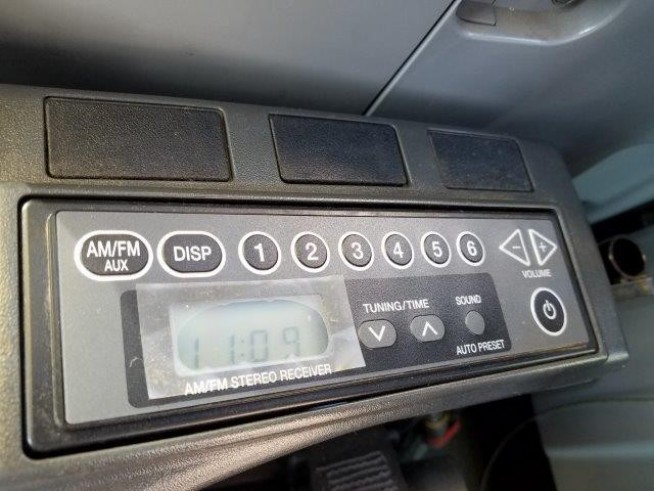 AM/FM
AUX
DISP
1
2
3
4
5
6
- +
VOLUME
TUNING/TIME
SOUND
AUTO PRESET
11:09
AM/FM STEREO RECEIVER